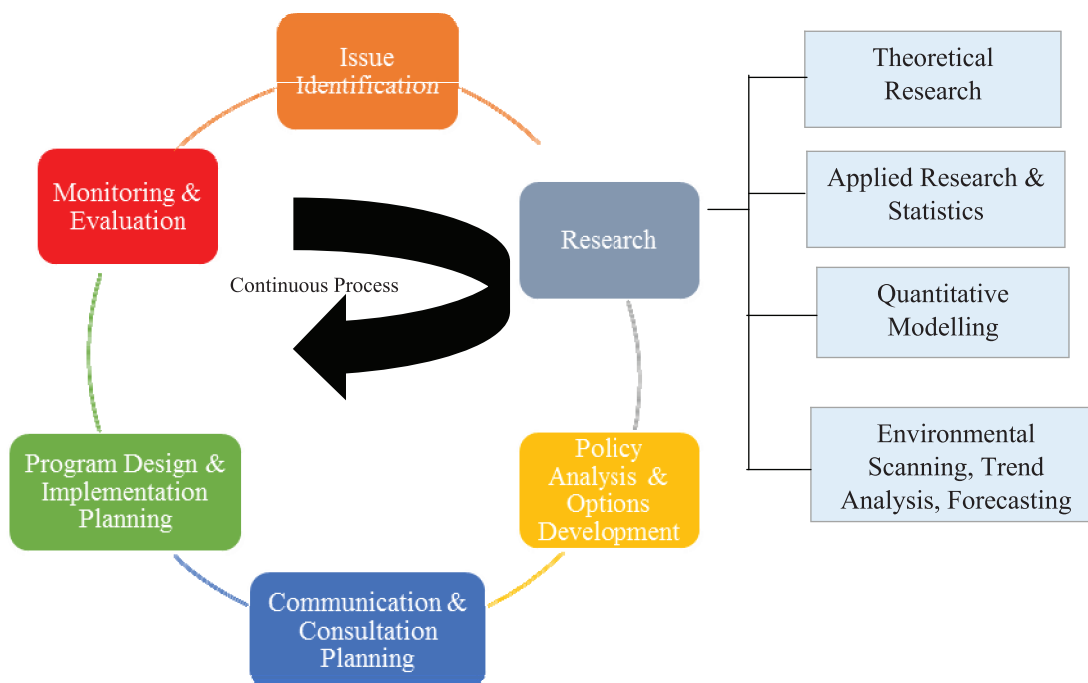 Issue
Identification
Research
Policy
Analysis &
Options
Development
Communication &
Consultation
Planning
Program Design &
Implementation
Planning
Monitoring &
Evaluation
Continuous Process
Theoretical
Research
Applied Research &
Statistics
Quantitative
Modelling
Environmental
Scanning, Trend
Analysis, Forecasting